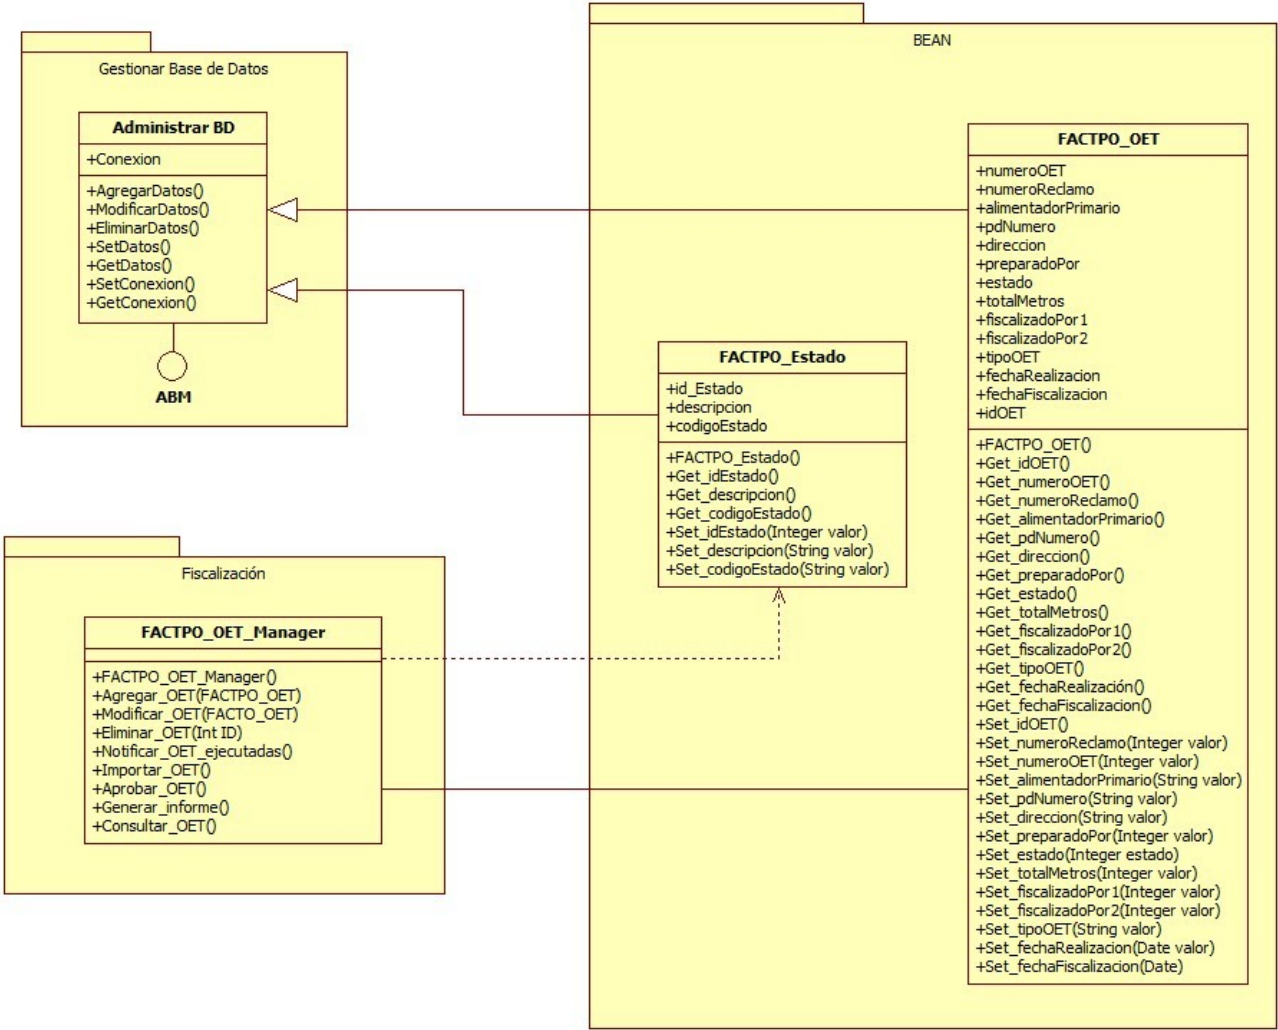 Gestionar Base de Datos
Administrar BD
+Conexion
+AgregarDatos()
+ModificarDatos()
+EliminarDatos()
+SetDatos()
+GetDatos()
+SetConexion()
+GetConexion()
ABM
BEAN
FACTPO_OET
+numeroOET
+numeroReclamo
+alimentadorPrimario
+pdNumero
+direccion
+preparadoPor
+estado
+totalMetros
+fiscalizadoPor1
+fiscalizadoPor2
+tipoOET
+fechaRealizacion
+fechaFiscalizacion
+idOET
+FACTPO_OET()
+Get_idOET()
+Get_numeroOET()
+Get_numeroReclamo()
+Get_alimentadorPrimario()
+Get_pdNumero()
+Get_direccion()
+Get_preparadoPor()
+Get_estado()
+Get_totalMetros()
+Get_fiscalizadoPor1()
+Get_fiscalizadoPor2()
+Get_tipoOET()
+Get_fechaRealización()
+Get_fechaFiscalizacion()
+Set_idOET()
+Set_numeroReclamo(Integer valor)
+Set_numeroOET(Integer valor)
+Set_alimentadorPrimario(String valor)
+Set_pdNumero(String valor)
+Set_direccion(String valor)
+Set_preparadoPor(Integer valor)
+Set_estado(Integer estado)
+Set_totalMetros(Integer valor)
+Set_fiscalizadoPor1(Integer valor)
+Set_fiscalizadoPor2(Integer valor)
+Set_tipoOET(String valor)
+Set_fechaRealizacion(Date valor)
+Set_fechaFiscalizacion(Date)
FACTPO_Estado
+id_Estado
+descripcion
+codigoEstado
+FACTPO_Estado()
+Get_idEstado()
+Get_descripcion()
+Get_codigoEstado()
+Set_idEstado(Integer valor)
+Set_descripcion(String valor)
+Set_codigoEstado(String valor)
Fiscalización
FACTPO_OET_Manager
+FACTPO_OET_Manager()
+Agregar_OET(FACTPO_OET)
+Modificar_OET(FACTO_OET)
+Eliminar_OET(Int ID)
+Notificar_OET_ejecutadas()
+Importar_OET()
+Aprobar_OET()
+Generar_informe()
+Consultar_OET()